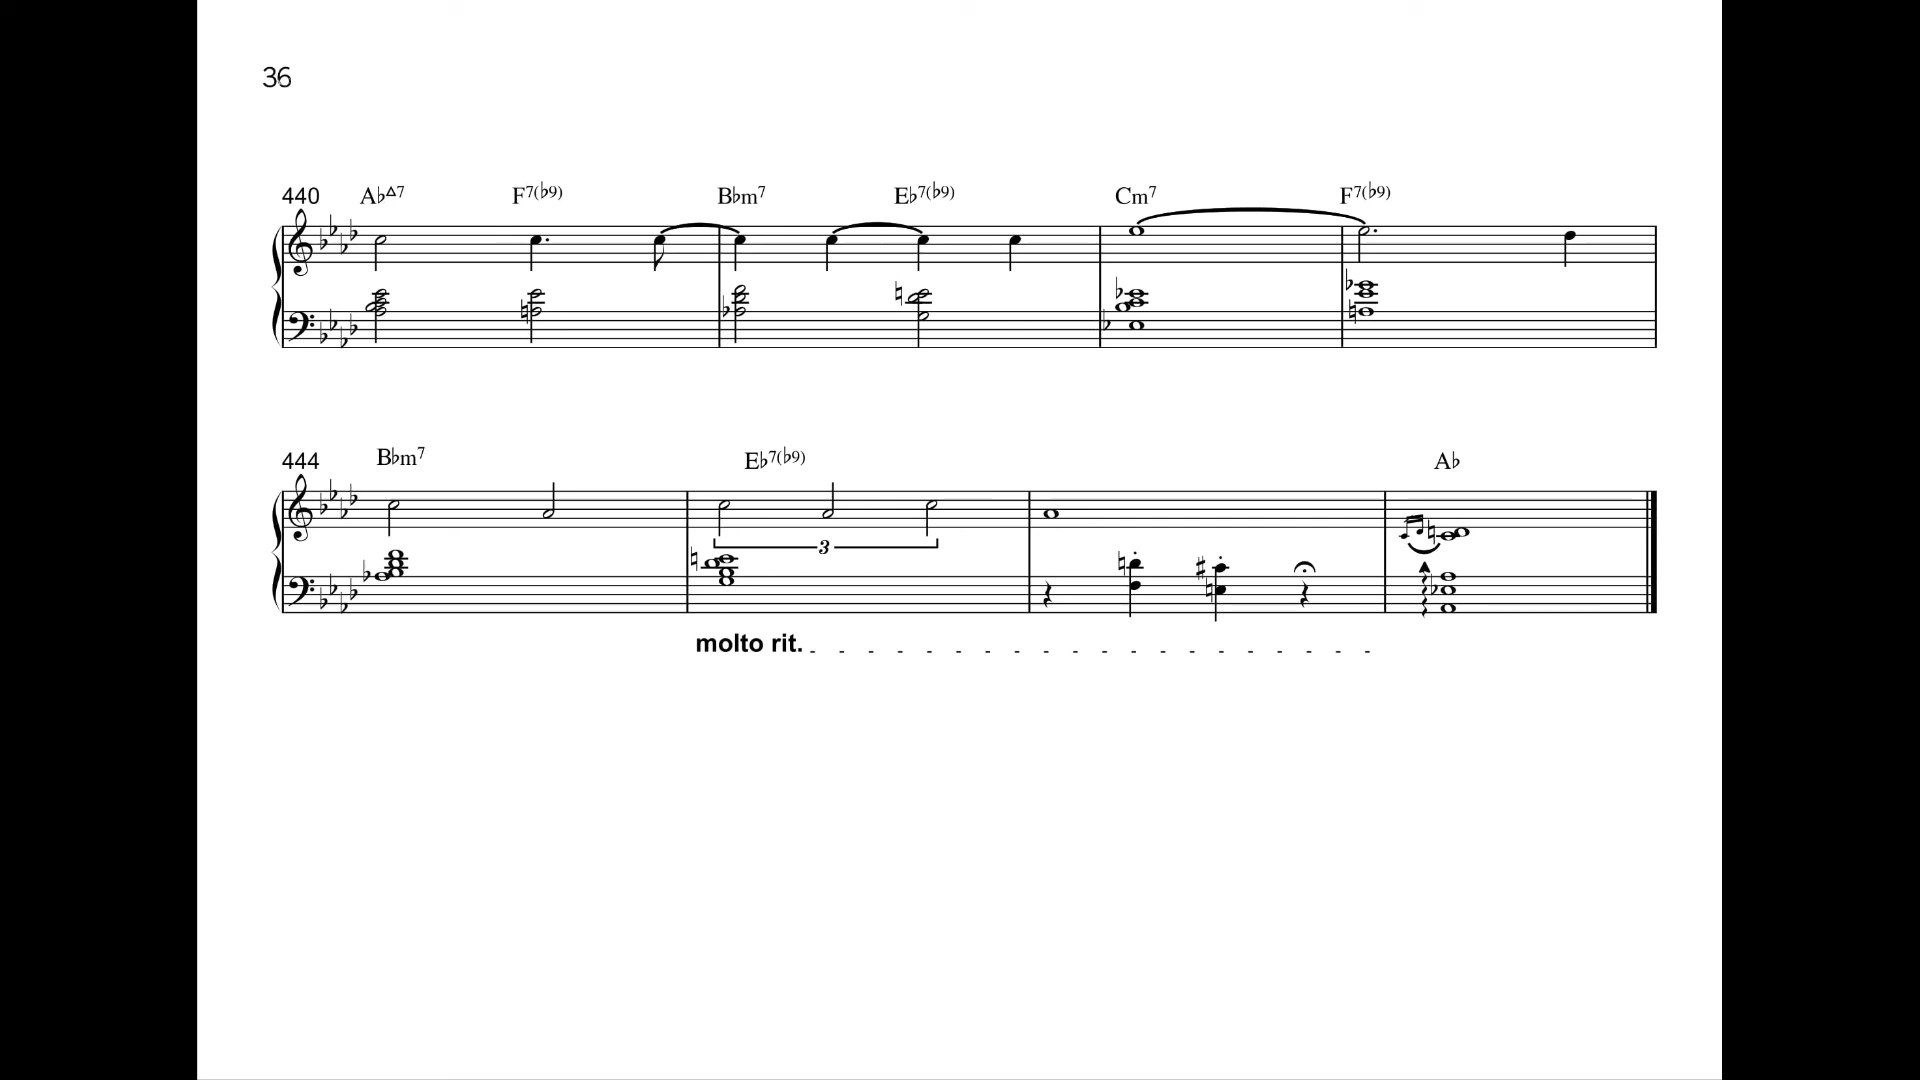 36
440 A♭Δ7 F7(♭9) B♭m7 E♭7(♭9) Cm7 F7(♭9)
444 B♭m7 E♭7(♭9) A♭
3
molto rit.